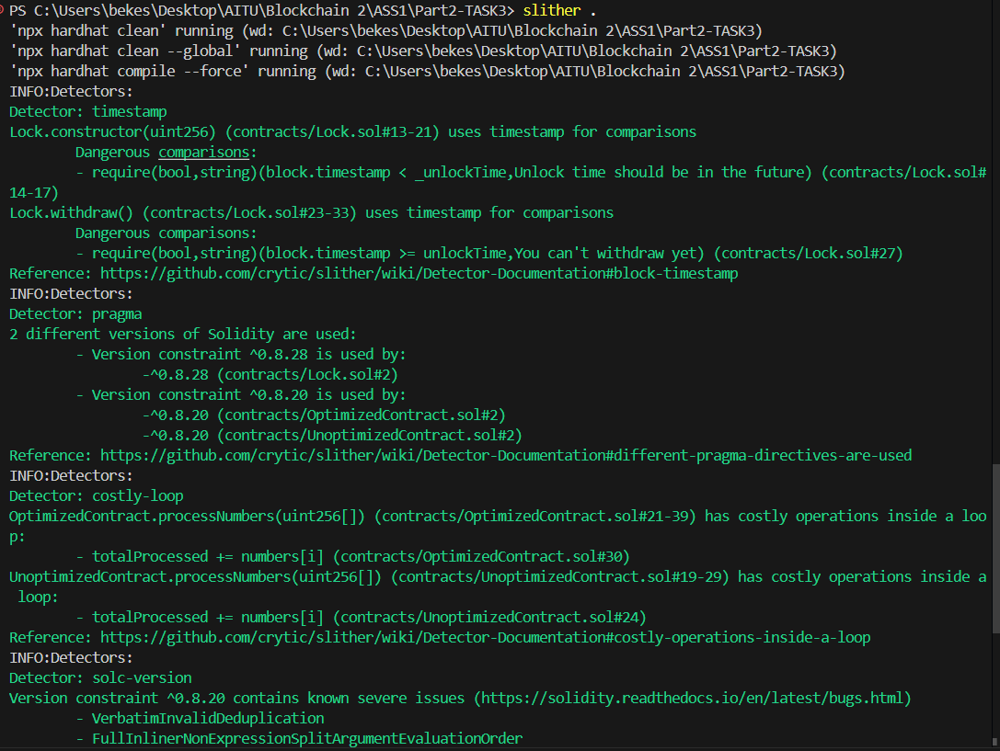 PS C:\Users\bekes\Desktop\AITU\Blockchain 2\ASS1\Part2-TASK3> slither .
'npx hardhat clean' running (wd: C:\Users\bekes\Desktop\AITU\Blockchain 2\ASS1\Part2-TASK3)
'npx hardhat clean --global' running (wd: C:\Users\bekes\Desktop\AITU\Blockchain 2\ASS1\Part2-TASK3)
'npx hardhat compile --force' running (wd: C:\Users\bekes\Desktop\AITU\Blockchain 2\ASS1\Part2-TASK3)
INFO:Detectors:
Detector: timestamp
Lock.constructor(uint256) (contracts/Lock.sol#13-21) uses timestamp for comparisons
        Dangerous comparisons:
        - require(bool,string)(block.timestamp < _unlockTime,Unlock time should be in the future) (contracts/Lock.sol#
14-17)
Lock.withdraw() (contracts/Lock.sol#23-33) uses timestamp for comparisons
        Dangerous comparisons:
        - require(bool,string)(block.timestamp >= unlockTime,You can't withdraw yet) (contracts/Lock.sol#27)
Reference: https://github.com/crytic/slither/wiki/Detector-Documentation#block-timestamp
INFO:Detectors:
Detector: pragma
2 different versions of Solidity are used:
        - Version constraint ^0.8.28 is used by:
                -^0.8.28 (contracts/Lock.sol#2)
        - Version constraint ^0.8.20 is used by:
                -^0.8.20 (contracts/OptimizedContract.sol#2)
                -^0.8.20 (contracts/UnoptimizedContract.sol#2)
Reference: https://github.com/crytic/slither/wiki/Detector-Documentation#different-pragma-directives-are-used
INFO:Detectors:
Detector: costly-loop
OptimizedContract.processNumbers(uint256[]) (contracts/OptimizedContract.sol#21-39) has costly operations inside a loo
p:
        - totalProcessed += numbers[i] (contracts/OptimizedContract.sol#30)
UnoptimizedContract.processNumbers(uint256[]) (contracts/UnoptimizedContract.sol#19-29) has costly operations inside a
 loop:
        - totalProcessed += numbers[i] (contracts/UnoptimizedContract.sol#24)
Reference: https://github.com/crytic/slither/wiki/Detector-Documentation#costly-operations-inside-a-loop
INFO:Detectors:
Detector: solc-version
Version constraint ^0.8.20 contains known severe issues (https://solidity.readthedocs.io/en/latest/bugs.html)
        - VerbatimInvalidDeduplication
        - FullInlinerNonExpressionSplitArgumentEvaluationOrder